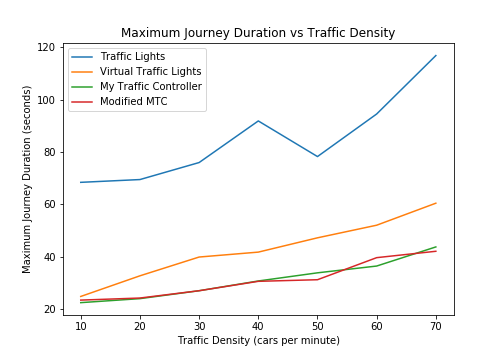 Maximum Journey Duration vs Traffic Density
Maximum Journey Duration (seconds)
120
100
80
60
40
20
Traffic Lights
Virtual Traffic Lights
My Traffic Controller
Modified MTC
10 20 30 40 50 60 70
Traffic Density (cars per minute)